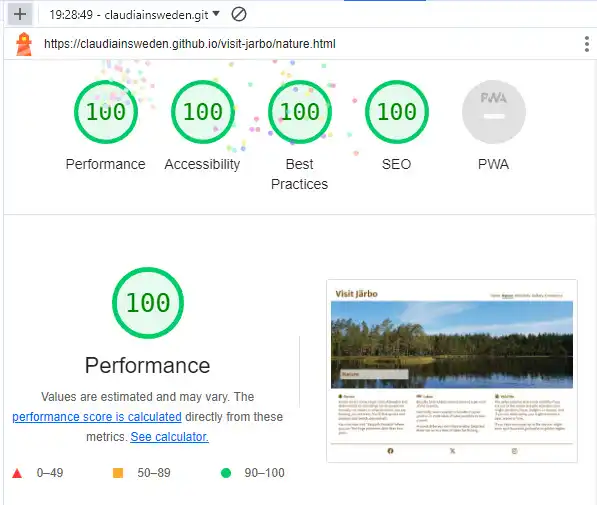 19:28:49 - claudiainsweden.git
https://claudiainsweden.github.io/visit-jarbo/nature.html
100 100 100 100 PWA
Performance Accessibility Best Practices SEO PWA
100
Performance
Values are estimated and may vary. The
performance score is calculated directly from these
metrics. See calculator.
0–49 50–89 90–100
Visit Järbo
Nature